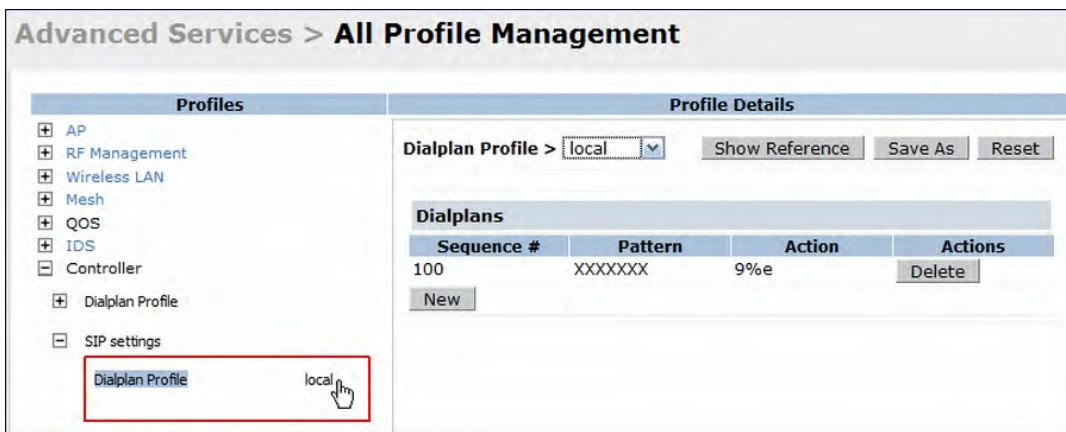 Advanced Services > All Profile Management
Profiles
AP
RF Management
Wireless LAN
Mesh
QOS
IDS
Controller
Dialplan Profile
SIP settings
Dialplan Profile local
Profile Details
Dialplan Profile > local Show Reference Save As Reset
Dialplans
Sequence # Pattern Action Actions
100 XXXXXXX 9%e Delete
New